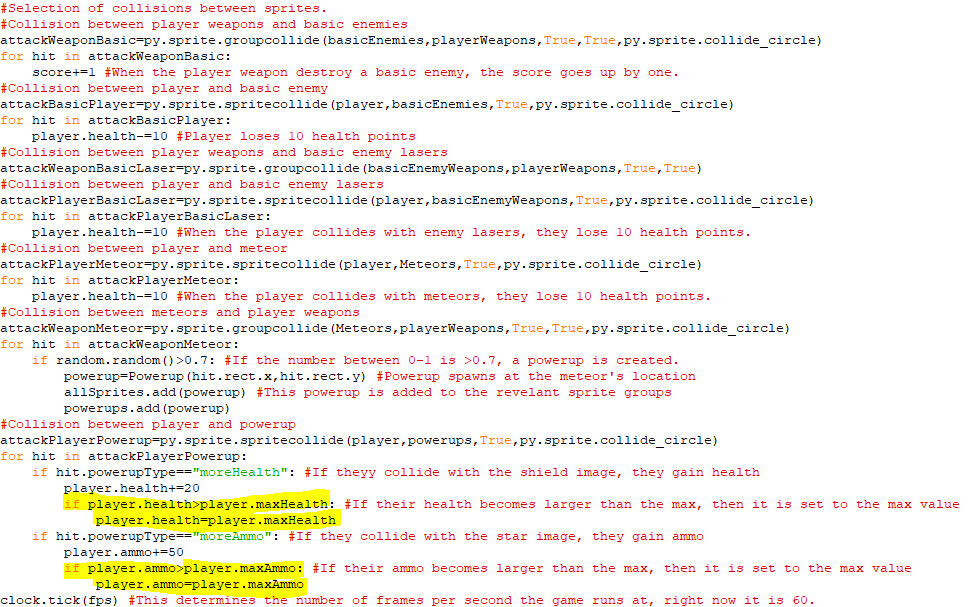 #Selection of collisions between sprites.
#Collision between player weapons and basic enemies
attackWeaponBasic=py.sprite.groupcollide(basicEnemies,playerWeapons,True,True,py.sprite.collide_circle)
for hit in attackWeaponBasic:
    score+=1 #When the player weapon destroy a basic enemy, the score goes up by one.
#Collision between player and basic enemy
attackBasicPlayer=py.sprite.spritecollide(player,basicEnemies,True,py.sprite.collide_circle)
for hit in attackBasicPlayer:
    player.health-=10 #Player loses 10 health points
#Collision between player weapons and basic enemy lasers
attackWeaponBasicLaser=py.sprite.groupcollide(basicEnemyWeapons,playerWeapons,True,True)
#Collision between player and basic enemy lasers
attackPlayerBasicLaser=py.sprite.spritecollide(player,basicEnemyWeapons,True,py.sprite.collide_circle)
for hit in attackPlayerBasicLaser:
    player.health-=10 #When the player collides with enemy lasers, they lose 10 health points.
#Collision between player and meteor
attackPlayerMeteor=py.sprite.spritecollide(player,Meteors,True,py.sprite.collide_circle)
for hit in attackPlayerMeteor:
    player.health-=10 #When the player collides with meteors, they lose 10 health points.
#Collision between meteors and player weapons
attackWeaponMeteor=py.sprite.groupcollide(Meteors,playerWeapons,True,True,py.sprite.collide_circle)
for hit in attackWeaponMeteor:
    if random.random()>0.7: #If the number between 0-1 is >0.7, a powerup is created.
        powerup=Powerup(hit.rect.x,hit.rect.y) #Powerup spawns at the meteor's location
        allSprites.add(powerup) #This powerup is added to the revelant sprite groups
        powerups.add(powerup)
#Collision between player and powerup
attackPlayerPowerup=py.sprite.spritecollide(player,powerups,True,py.sprite.collide_circle)
for hit in attackPlayerPowerup:
    if hit.powerupType=="moreHealth": #If theyy collide with the shield image, they gain health
        player.health+=20
        if player.health>player.maxHealth: #If their health becomes larger than the max, then it is set to the max value
            player.health=player.maxHealth
    if hit.powerupType=="moreAmmo": #If they collide with the star image, they gain ammo
        player.ammo+=50
        if player.ammo>player.maxAmmo: #If their ammo becomes larger than the max, then it is set to the max value
            player.ammo=player.maxAmmo
clock.tick(fps) #This determines the number of frames per second the game runs at, right now it is 60.